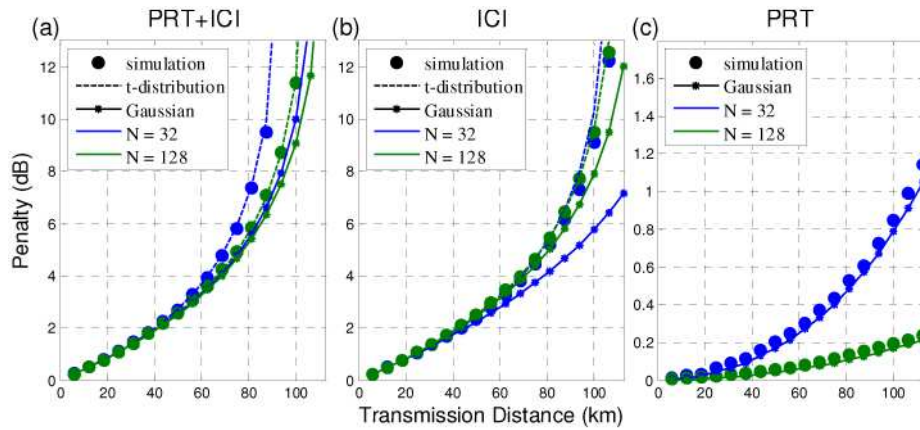 (a) PRT+ICI
12
10
8
6
4
2
0
0 20 40 60 80 100
Penalty (dB)
simulation
t-distribution
Gaussian
N = 32
N = 128
(b) ICI
12
10
8
6
4
2
0
0 20 40 60 80 100
Transmission Distance (km)
simulation
t-distribution
Gaussian
N = 32
N = 128
(c) PRT
1.6
1.4
1.2
1
0.8
0.6
0.4
0.2
0
0 20 40 60 80 100
simulation
Gaussian
N = 32
N = 128